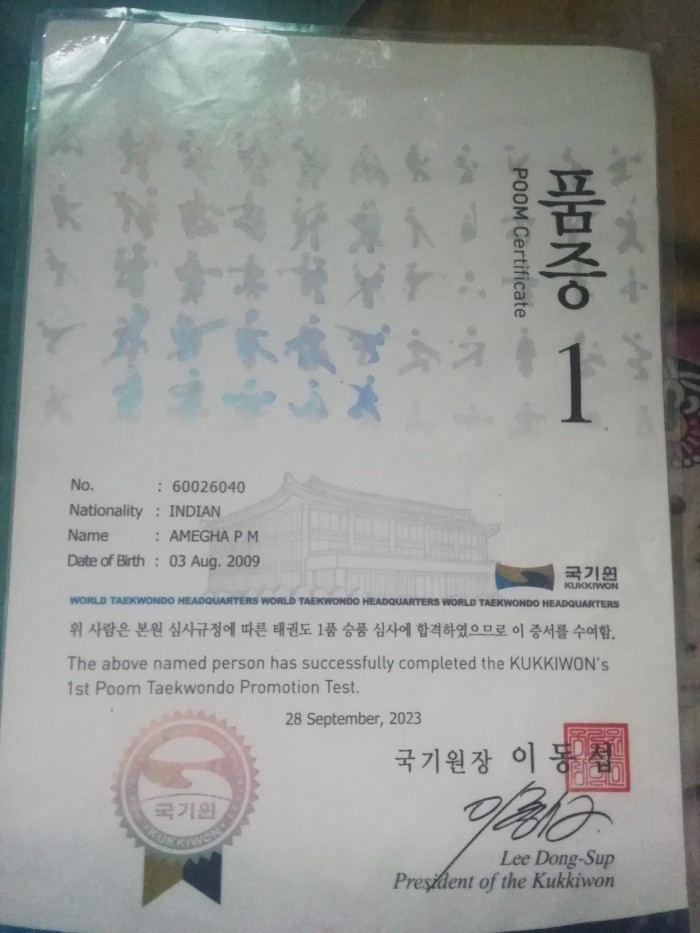 품증
POOM Certificate
1
No. : 60026040
Nationality : INDIAN
Name : AMEGHA P M
Date of Birth : 03 Aug. 2009
국기원
KUKKIWON
WORLD TAEKWONDO HEADQUARTERS WORLD TAEKWONDO HEADQUARTERS WORLD TAEKWONDO HEADQUARTERS
위 사람은 본원 심사규정에 따른 태권도 1품 승품 심사에 합격하였으므로 이 증서를 수여함.
The above named person has successfully completed the KUKKIWON's
1st Poom Taekwondo Promotion Test.
28 September, 2023
국기원장 이동섭
국기원
KUKKIWON
Lee Dong-Sup
President of the Kukkiwon